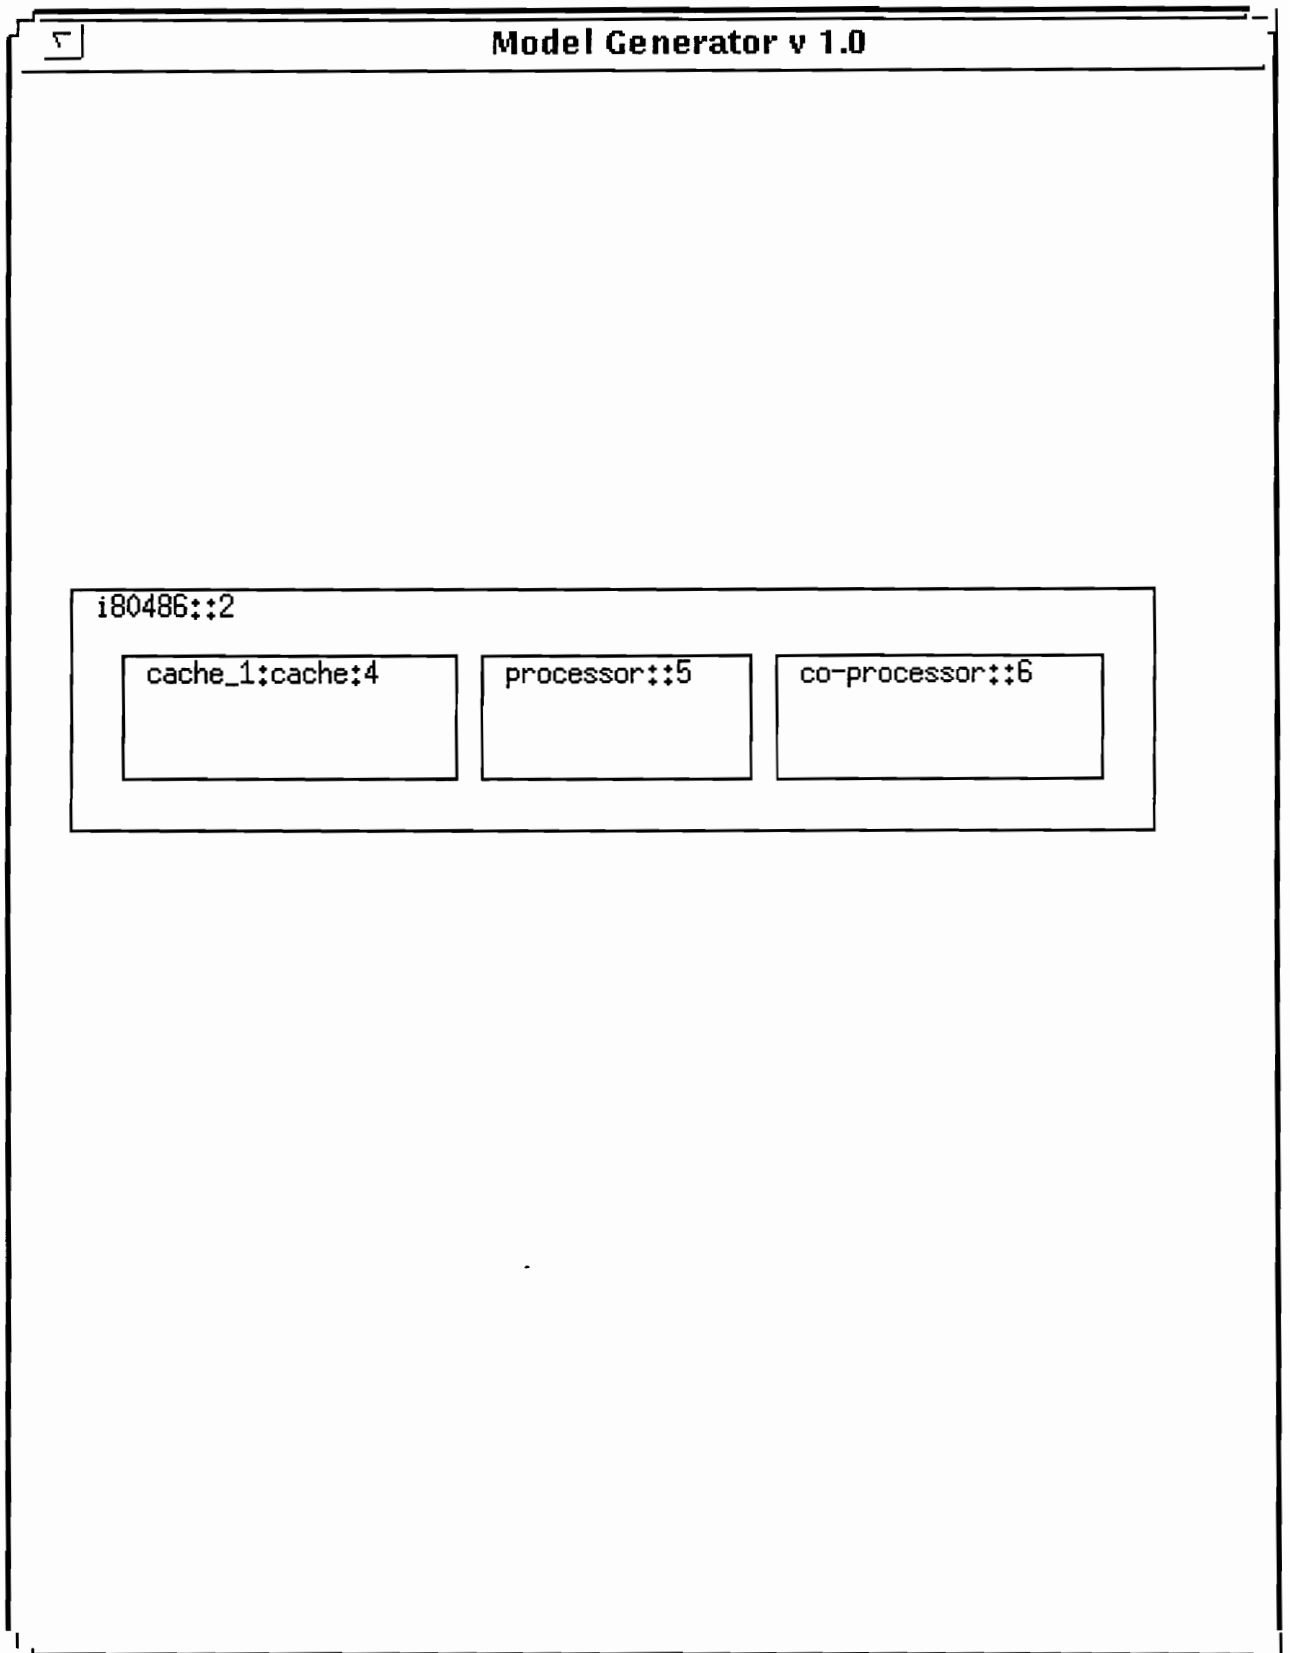 Model Generator v 1.0
i80486::2
cache_1:cache:4
processor::5
co-processor::6